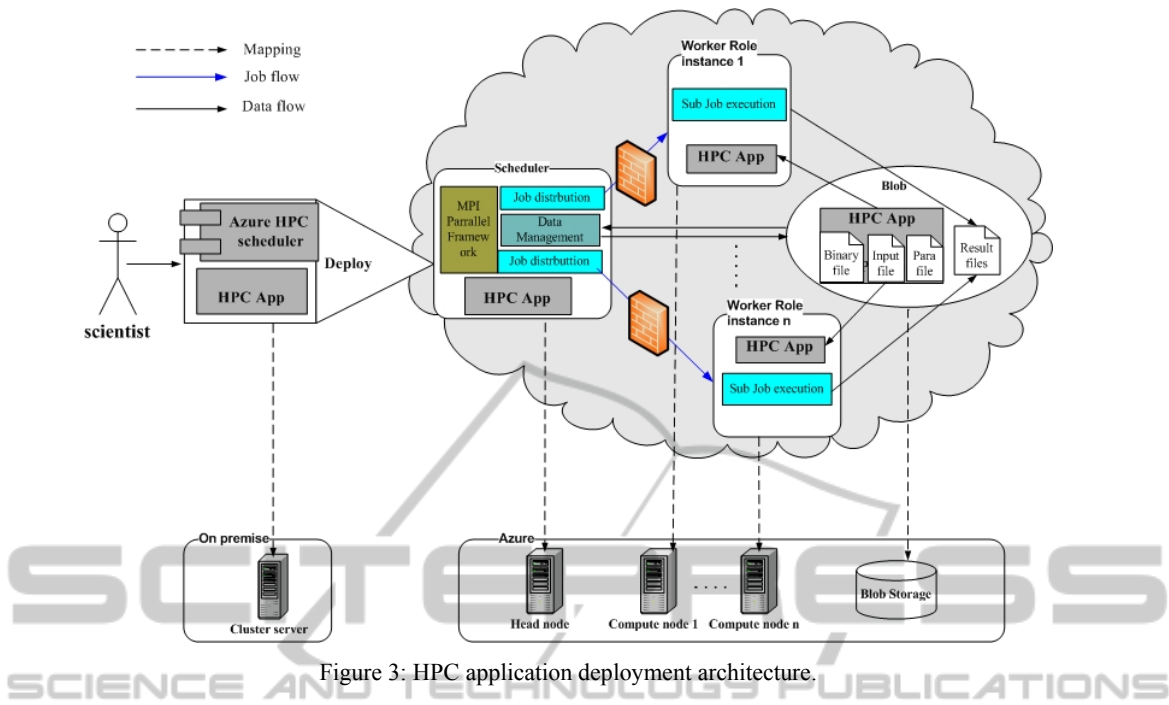 Mapping
Job flow
Data flow
Worker Role
instance 1
Sub Job execution
HPC App
Scheduler
MPI
Parrallel
Framew
ork
Job distrbution
Data
Management
Job distrbuttion
HPC App
Azure HPC
scheduler
HPC App
Deploy
scientist
Blob
HPC App
Binary
file
Input
file
Para
file
Result
files
Worker Role
instance n
HPC App
Sub Job execution
On premise
Cluster server
Azure
Head node
Compute node 1
Compute node n
Blob Storage
SCITEPRESS
Figure 3: HPC application deployment architecture.
SCIENCE AND TECHNOLOGY PUBLICATIONS